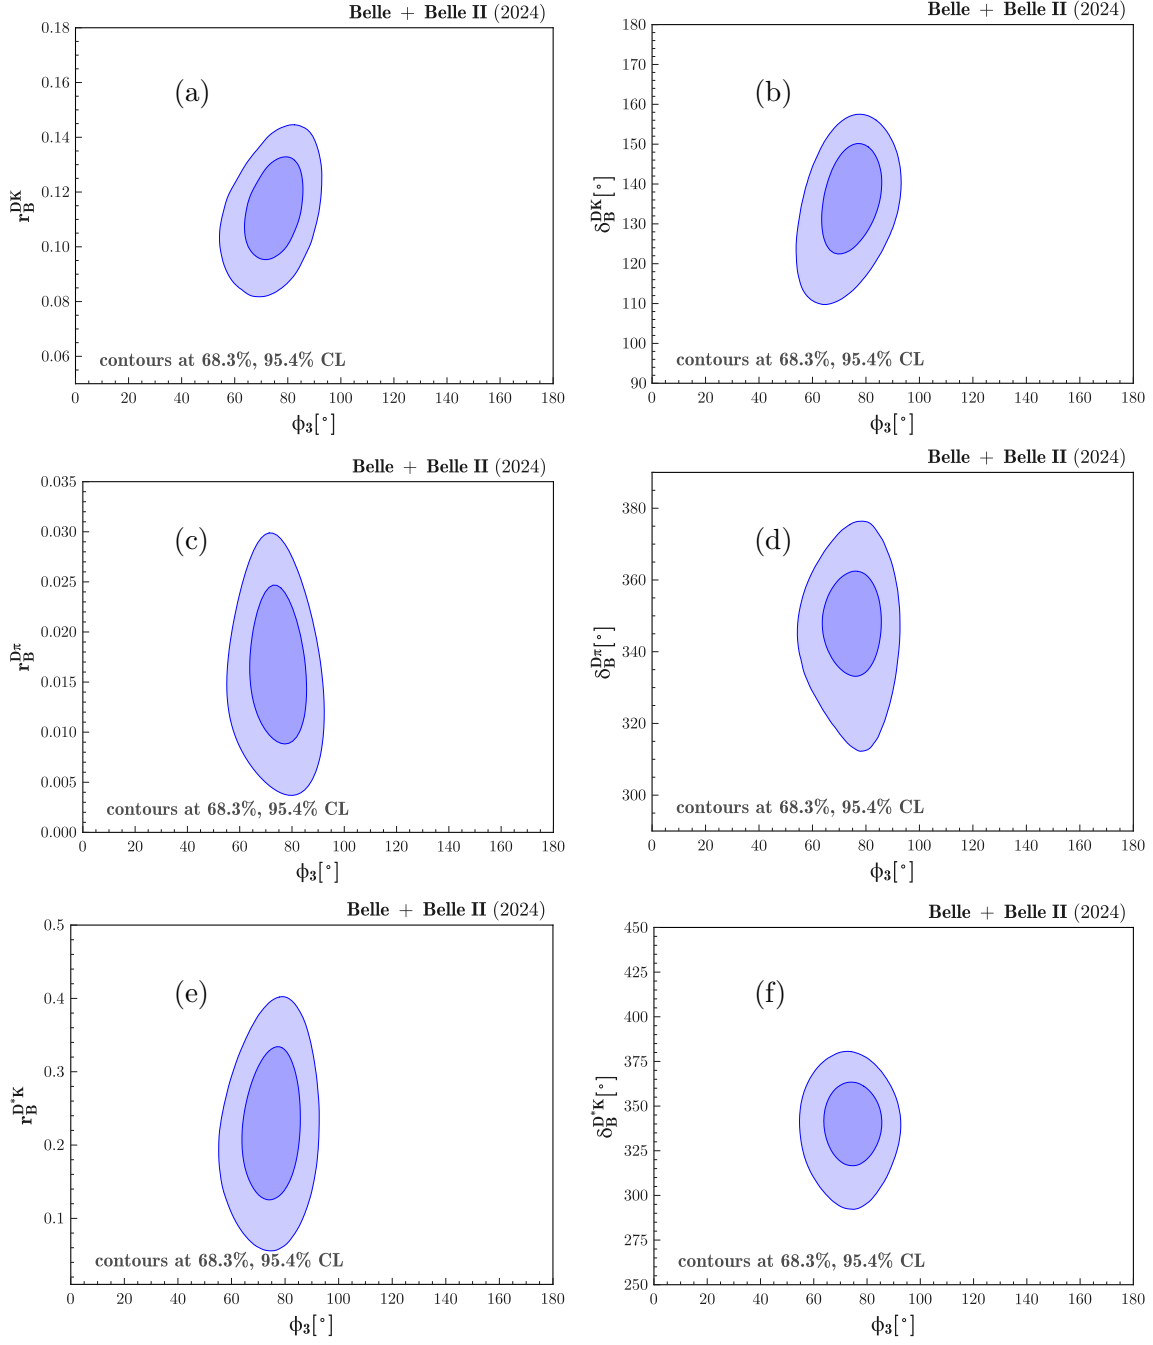 Belle + Belle II (2024)
0.18
0.16
0.14
0.12
0.10
0.08
0.06
r_B^DK
(a)
contours at 68.3%, 95.4% CL
0 20 40 60 80 100 120 140 160 180
ϕ₃[°]
Belle + Belle II (2024)
180
170
160
150
140
130
120
110
100
90
δ_B^DK[°]
(b)
contours at 68.3%, 95.4% CL
0 20 40 60 80 100 120 140 160 180
ϕ₃[°]
Belle + Belle II (2024)
0.035
0.030
0.025
0.020
0.015
0.010
0.005
0.000
r_B^Dπ
(c)
contours at 68.3%, 95.4% CL
0 20 40 60 80 100 120 140 160 180
ϕ₃[°]
Belle + Belle II (2024)
380
360
340
320
300
δ_B^Dπ[°]
(d)
contours at 68.3%, 95.4% CL
0 20 40 60 80 100 120 140 160 180
ϕ₃[°]
Belle + Belle II (2024)
0.5
0.4
0.3
0.2
0.1
r_B^D*K
(e)
contours at 68.3%, 95.4% CL
0 20 40 60 80 100 120 140 160 180
ϕ₃[°]
Belle + Belle II (2024)
450
425
400
375
350
325
300
275
250
δ_B^D*K[°]
(f)
contours at 68.3%, 95.4% CL
0 20 40 60 80 100 120 140 160 180
ϕ₃[°]